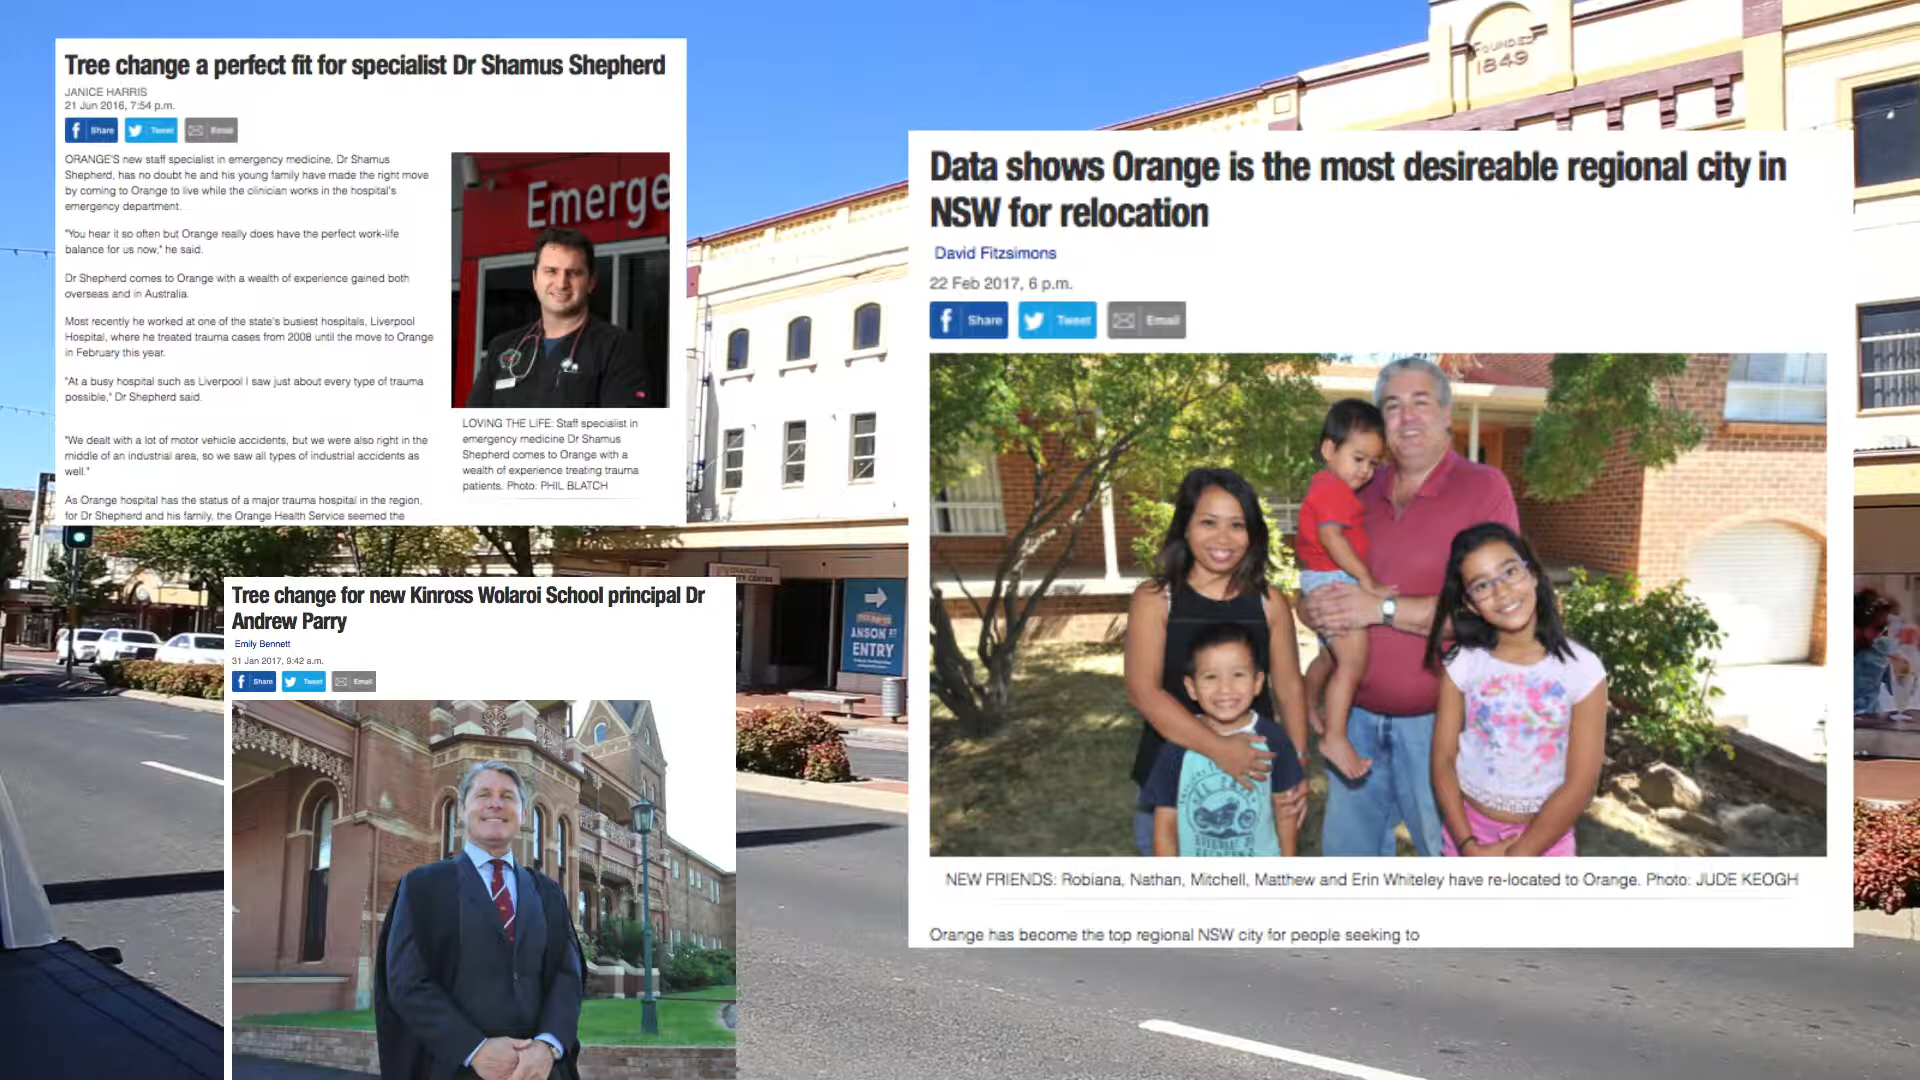 Tree change a perfect fit for specialist Dr Shamus Shepherd
JANICE HARRIS
21 Jun 2016, 7:54 p.m.
Share
Tweet
Email
ORANGE'S new staff specialist in emergency medicine, Dr Shamus
Shepherd, has no doubt he and his young family have made the right move
by coming to Orange to live while the clinician works in the hospital's
emergency department.
"You hear it so often but Orange really does have the perfect work-life
balance for us now," he said.
Dr Shepherd comes to Orange with a wealth of experience gained both
overseas and in Australia.
Most recently he worked at one of the state's busiest hospitals, Liverpool
Hospital, where he treated trauma cases from 2008 until the move to Orange
in February this year.
"At a busy hospital such as Liverpool I saw just about every type of trauma
possible," Dr Shepherd said.
"We dealt with a lot of motor vehicle accidents, but we were also right in the
middle of an industrial area, so we saw all types of industrial accidents as
well."
As Orange hospital has the status of a major trauma hospital in the region,
for Dr Shepherd and his family, the Orange Health Service seemed the
Emerge
LOVING THE LIFE: Staff specialist in
emergency medicine Dr Shamus
Shepherd comes to Orange with a
wealth of experience treating trauma
patients. Photo: PHIL BLATCH
Tree change for new Kinross Wolaroi School principal Dr
Andrew Parry
Emily Bennett
31 Jan 2017, 9:42 a.m.
Share
Tweet
Email
FOUNDED
1849
Data shows Orange is the most desireable regional city in
NSW for relocation
David Fitzsimons
22 Feb 2017, 6 p.m.
Share
Tweet
Email
NEW FRIENDS: Robiana, Nathan, Mitchell, Matthew and Erin Whiteley have re-located to Orange. Photo: JUDE KEOGH
Orange has become the top regional NSW city for people seeking to
ANSON ST
ENTRY